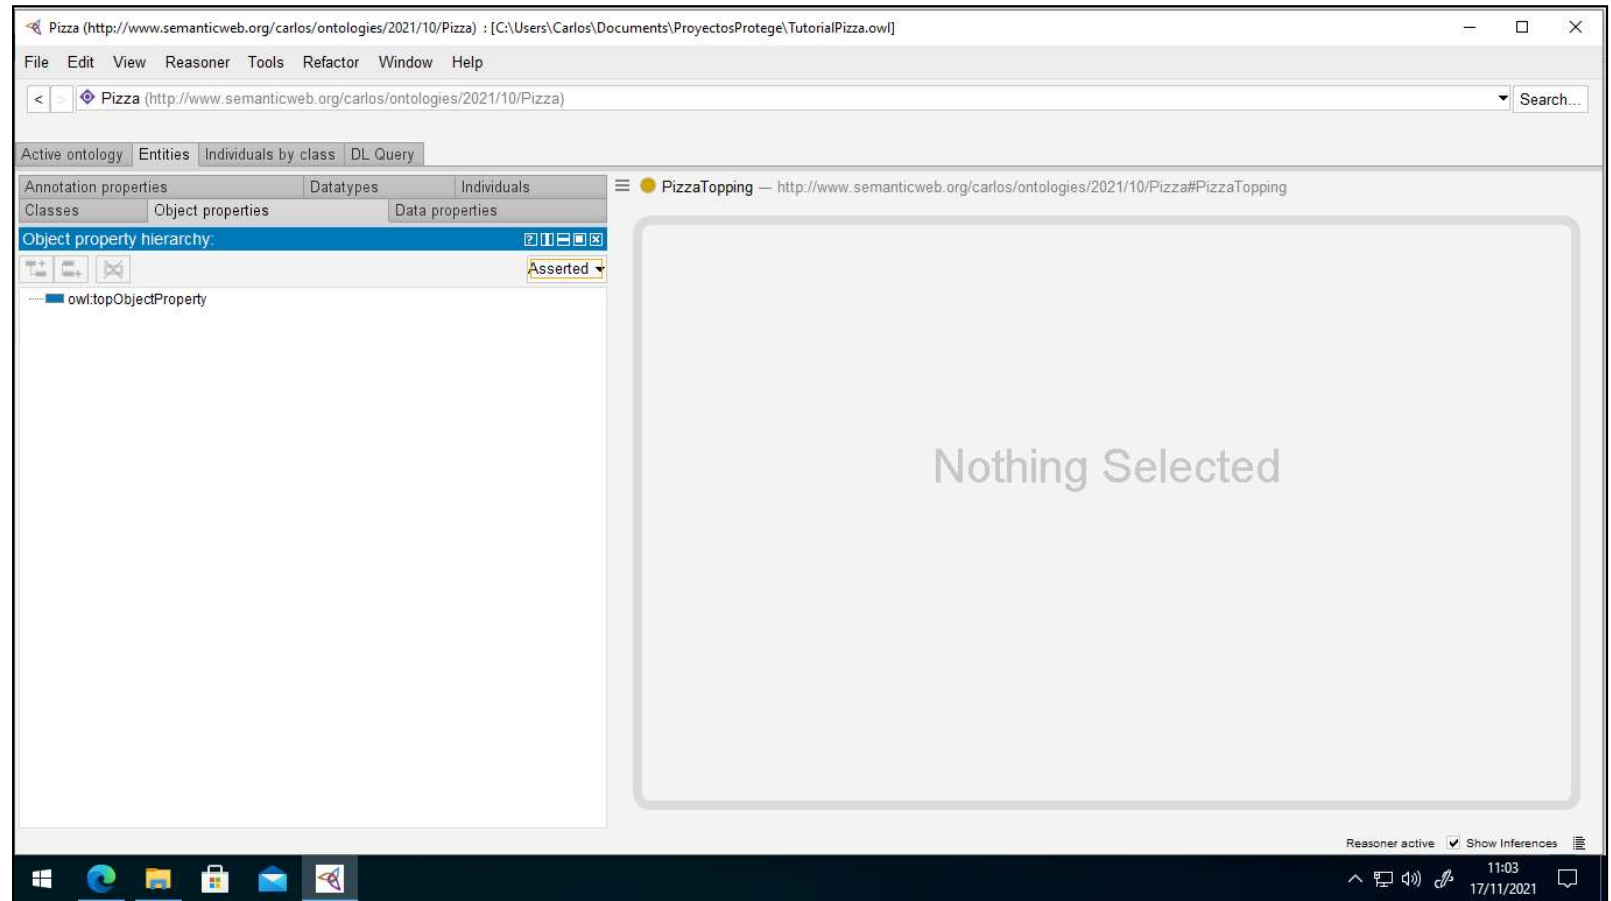 Pizza (http://www.semanticweb.org/carlos/ontologies/2021/10/Pizza) : [C:\Users\Carlos\Documents\ProyectosProtege\TutorialPizza.owl]
File Edit View Reasoner Tools Refactor Window Help
< > Pizza (http://www.semanticweb.org/carlos/ontologies/2021/10/Pizza) Search...
Active ontology Entities Individuals by class DL Query
Annotation properties Datatypes Individuals
Classes Object properties Data properties
Object property hierarchy:
Asserted
owl:topObjectProperty
PizzaTopping — http://www.semanticweb.org/carlos/ontologies/2021/10/Pizza#PizzaTopping
Nothing Selected
Reasoner active Show Inferences
11:03
17/11/2021